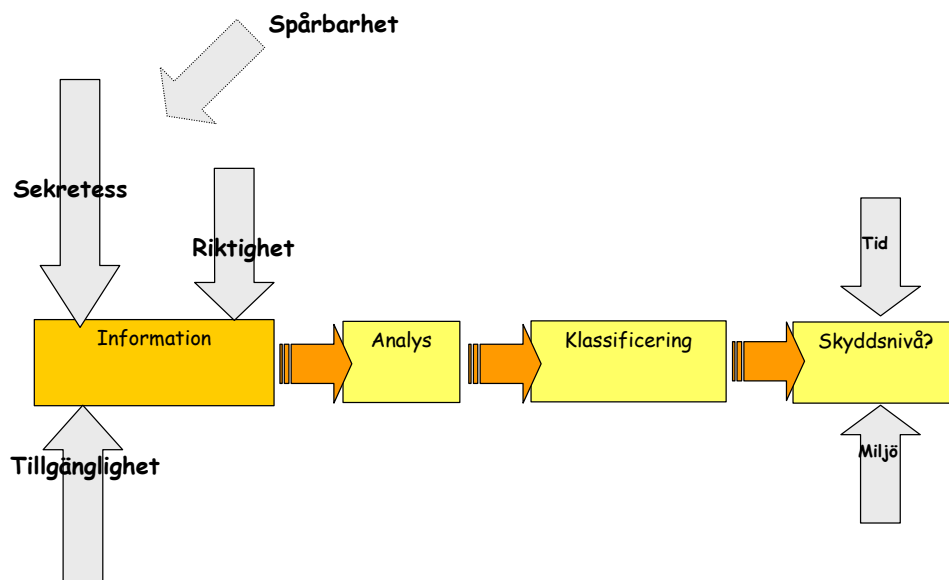 Spårbarhet
Sekretess
Riktighet
Tid
Information
Analys
Klassificering
Skyddsnivå?
Tillgänglighet
Miljö